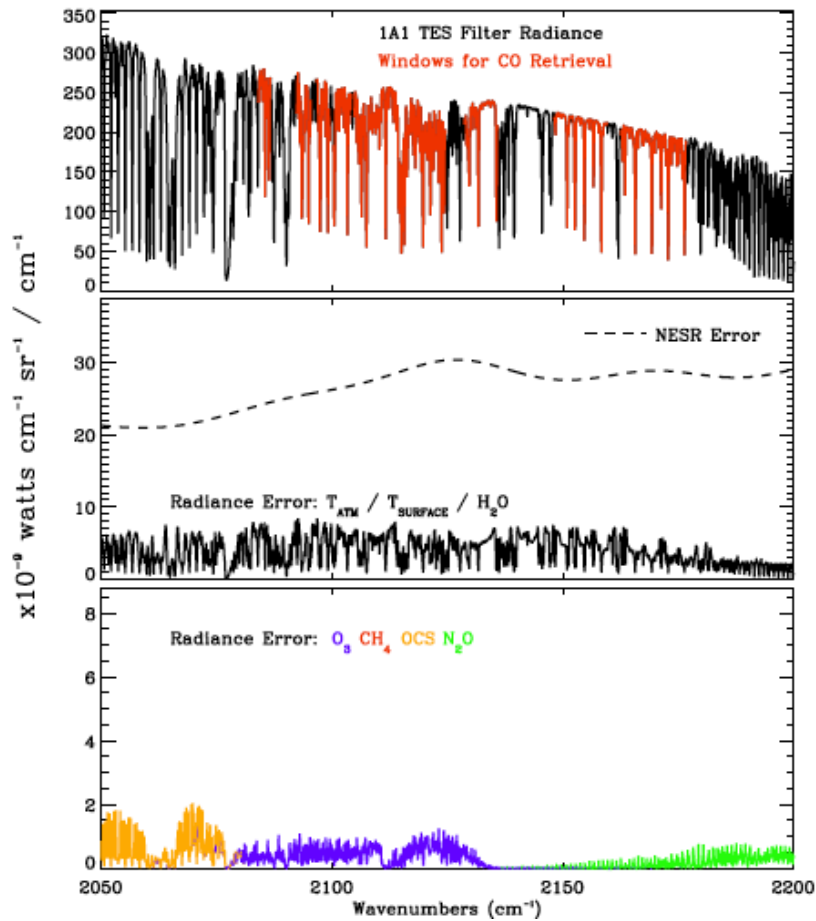 350
300
250
200
150
100
50
0
1A1 TES Filter Radiance
Windows for CO Retrieval
x10⁻⁹ watts cm⁻¹ sr⁻¹ / cm⁻¹
30
20
10
0
NESR Error
Radiance Error: T_ATM / T_SURFACE / H₂O
8
6
4
2
0
Radiance Error: O₃ CH₄ OCS N₂O
2050 2100 2150 2200
Wavenumbers (cm⁻¹)